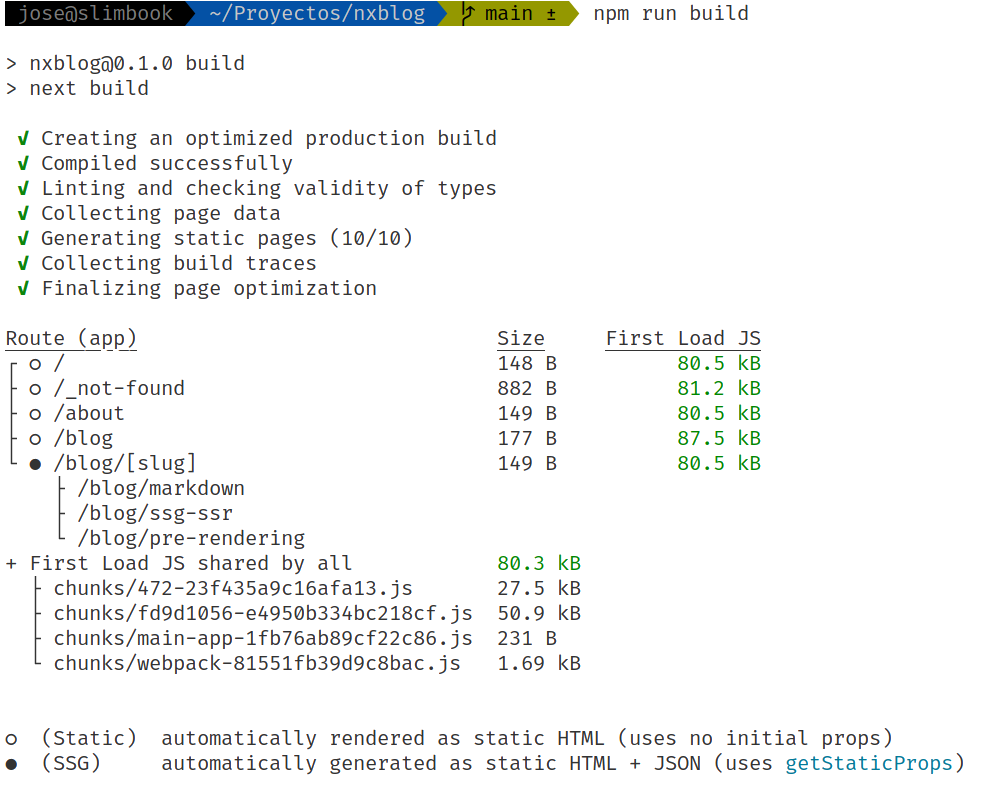 jose@slimbook ~/Proyectos/nxblog main ± npm run build
> nxblog@0.1.0 build
> next build
✓ Creating an optimized production build
✓ Compiled successfully
✓ Linting and checking validity of types
✓ Collecting page data
✓ Generating static pages (10/10)
✓ Collecting build traces
✓ Finalizing page optimization
Route (app) Size First Load JS
┌ ○ / 148 B 80.5 kB
├ ○ /_not-found 882 B 81.2 kB
├ ○ /about 149 B 80.5 kB
├ ○ /blog 177 B 87.5 kB
└ ● /blog/[slug] 149 B 80.5 kB
├ /blog/markdown
├ /blog/ssg-ssr
└ /blog/pre-rendering
+ First Load JS shared by all 80.3 kB
├ chunks/472-23f435a9c16afa13.js 27.5 kB
├ chunks/fd9d1056-e4950b334bc218cf.js 50.9 kB
├ chunks/main-app-1fb76ab89cf22c86.js 231 B
└ chunks/webpack-81551fb39d9c8bac.js 1.69 kB
○ (Static) automatically rendered as static HTML (uses no initial props)
● (SSG) automatically generated as static HTML + JSON (uses getStaticProps)